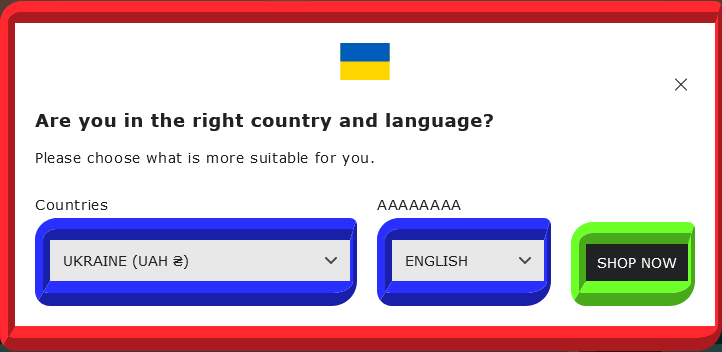 Are you in the right country and language?
Please choose what is more suitable for you.
Countries
AAAAAAAA
UKRAINE (UAH ₴)
ENGLISH
SHOP NOW